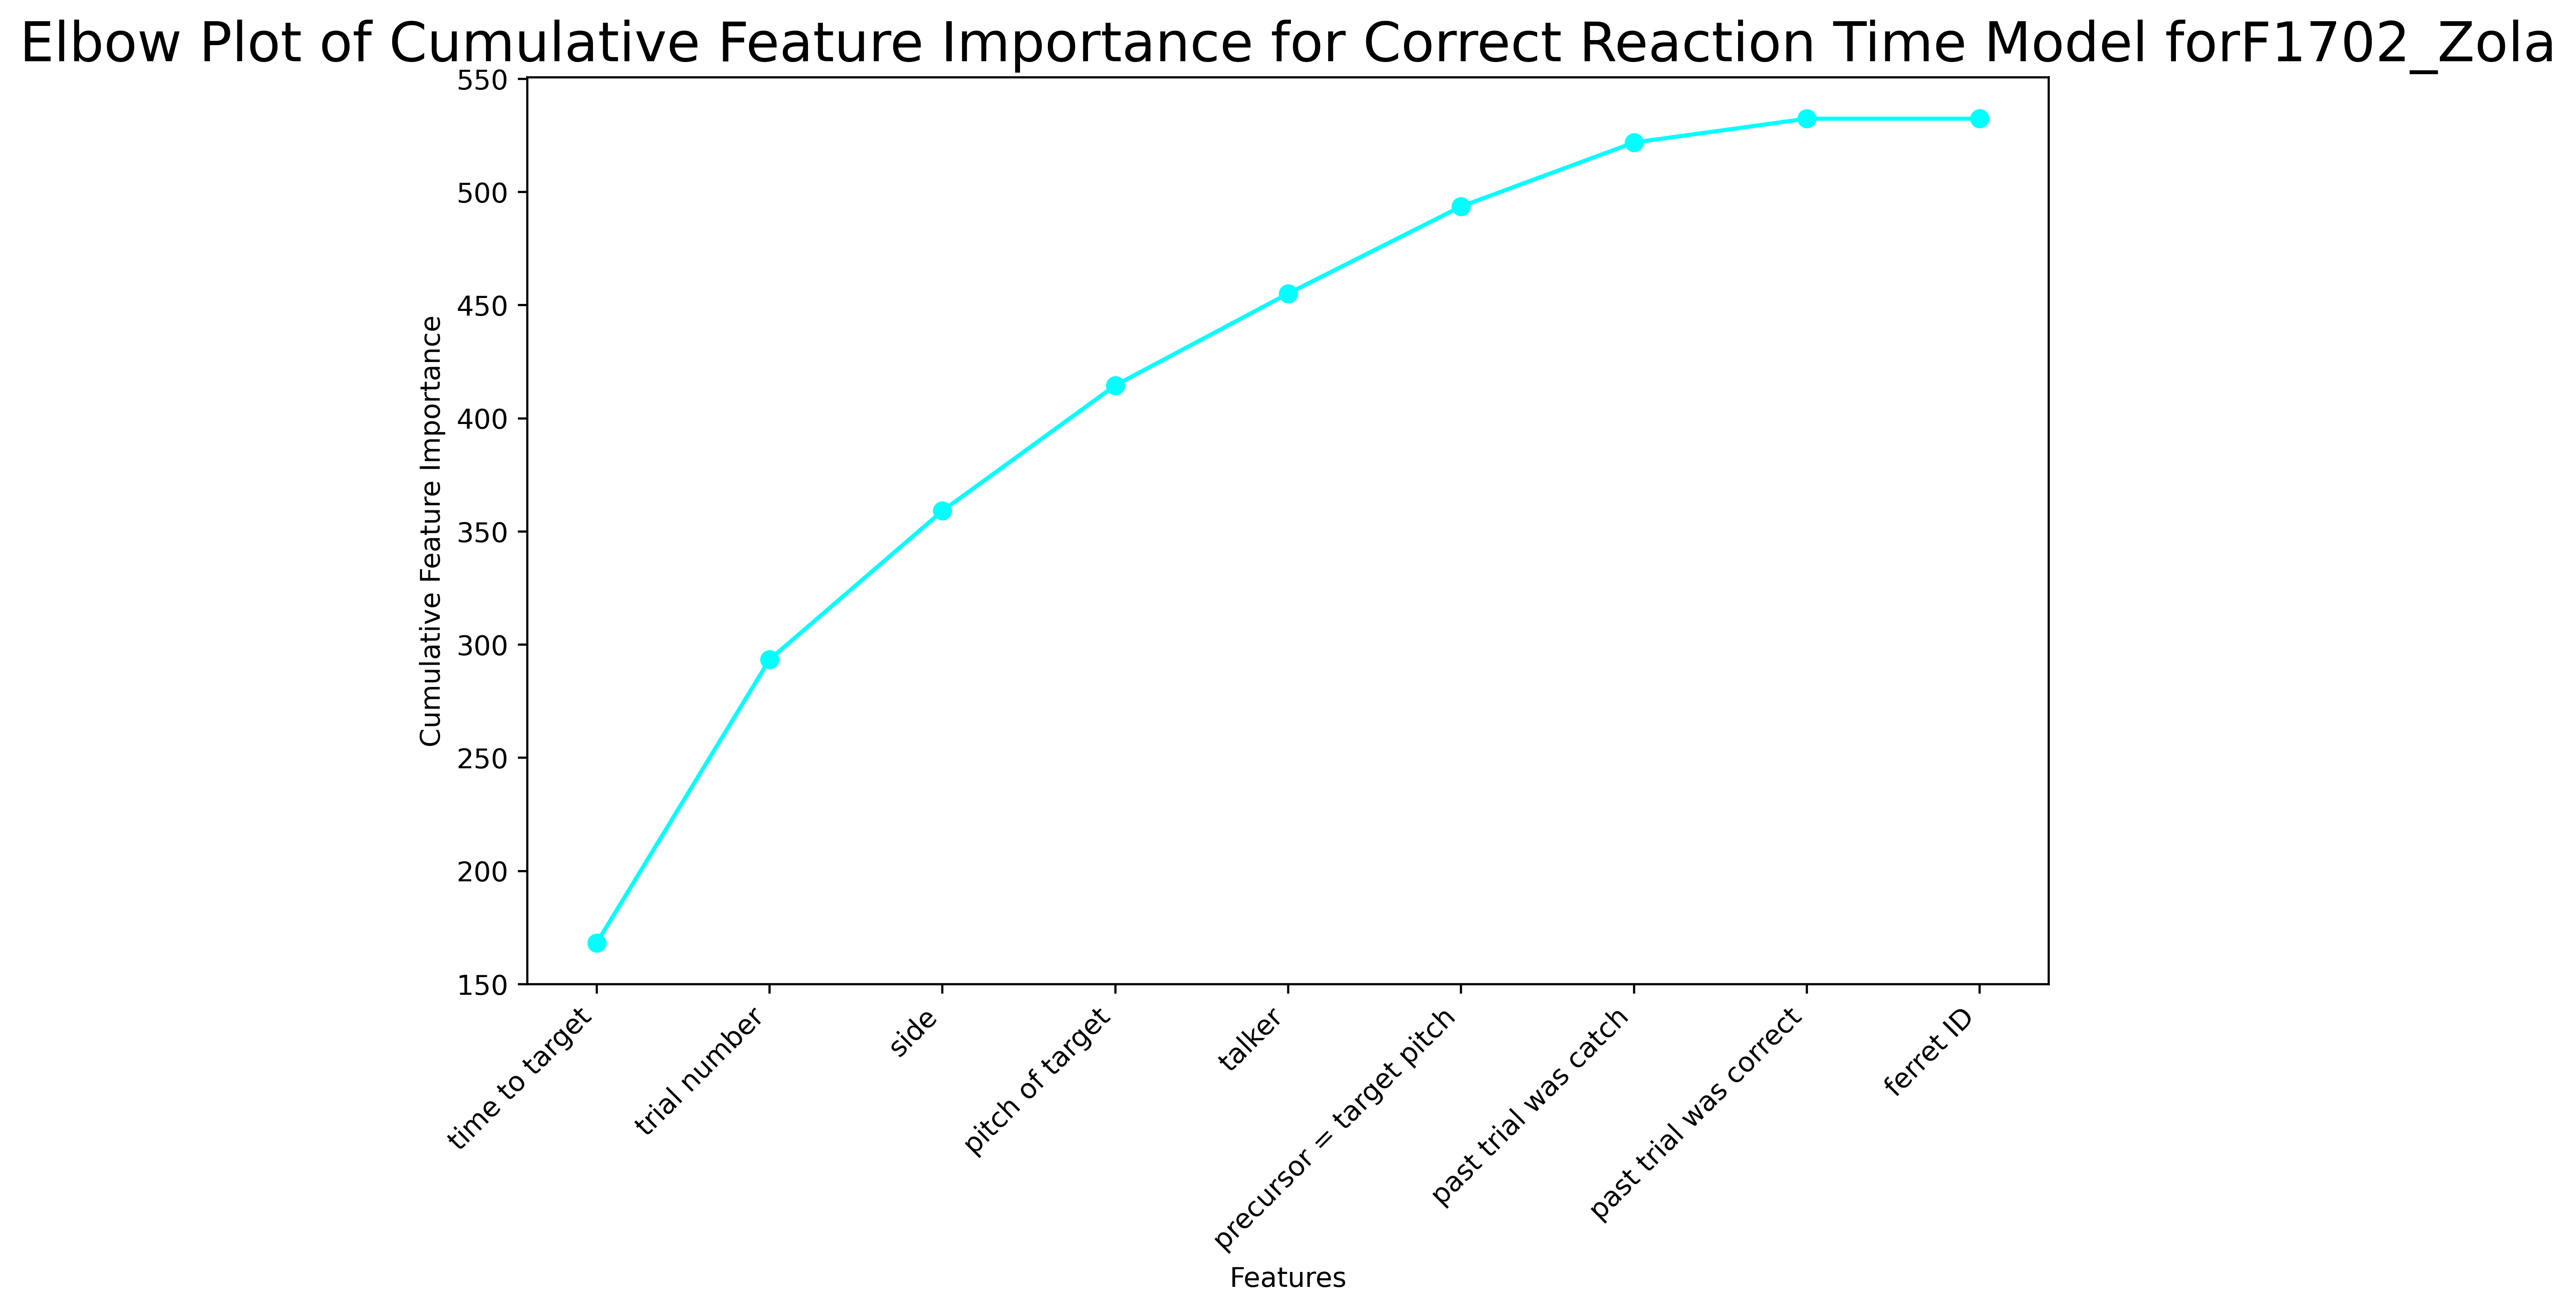 Elbow Plot of Cumulative Feature Importance for Correct Reaction Time Model forF1702_Zola
Cumulative Feature Importance
550
500
450
400
350
300
250
200
150
time to target
trial number
side
pitch of target
talker
precursor = target pitch
past trial was catch
past trial was correct
ferret ID
Features